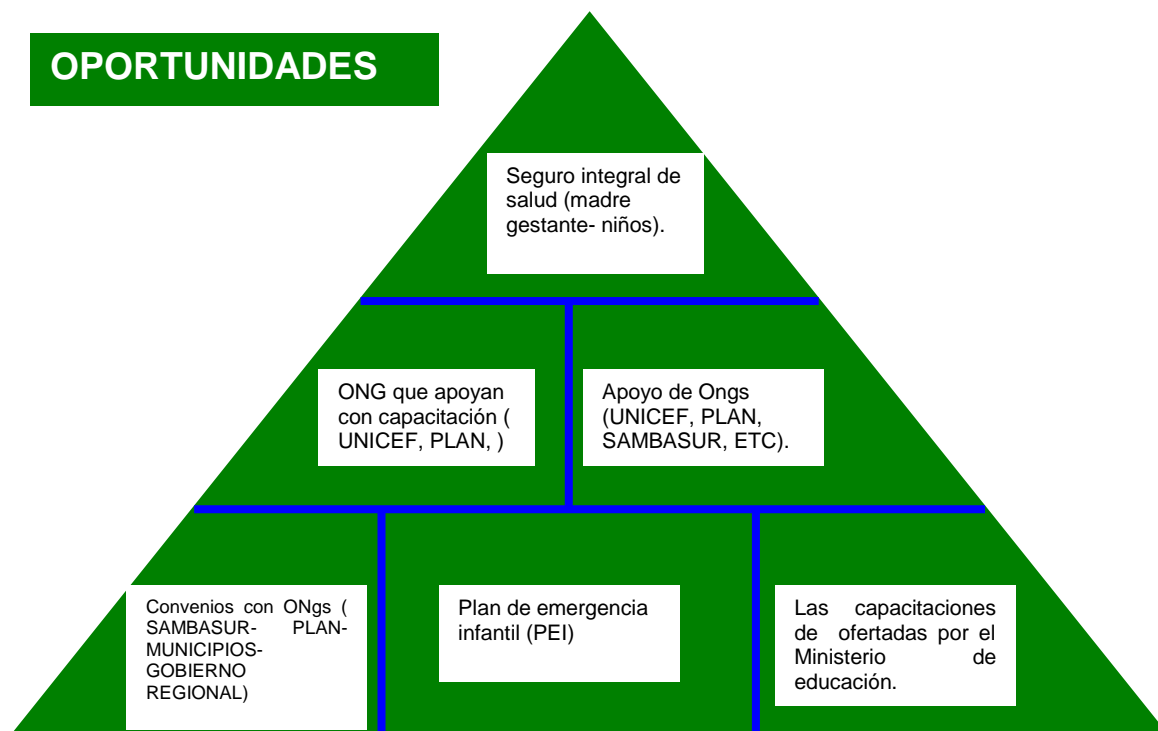 OPORTUNIDADES
Seguro integral de
salud (madre
gestante- niños).
ONG que apoyan
con capacitación (
UNICEF, PLAN, )
Apoyo de Ongs
(UNICEF, PLAN,
SAMBASUR, ETC).
Convenios con ONgs (
SAMBASUR- PLAN-
MUNICIPIOS-
GOBIERNO
REGIONAL)
Plan de emergencia
infantil (PEI)
Las capacitaciones
de ofertadas por el
Ministerio de
educación.